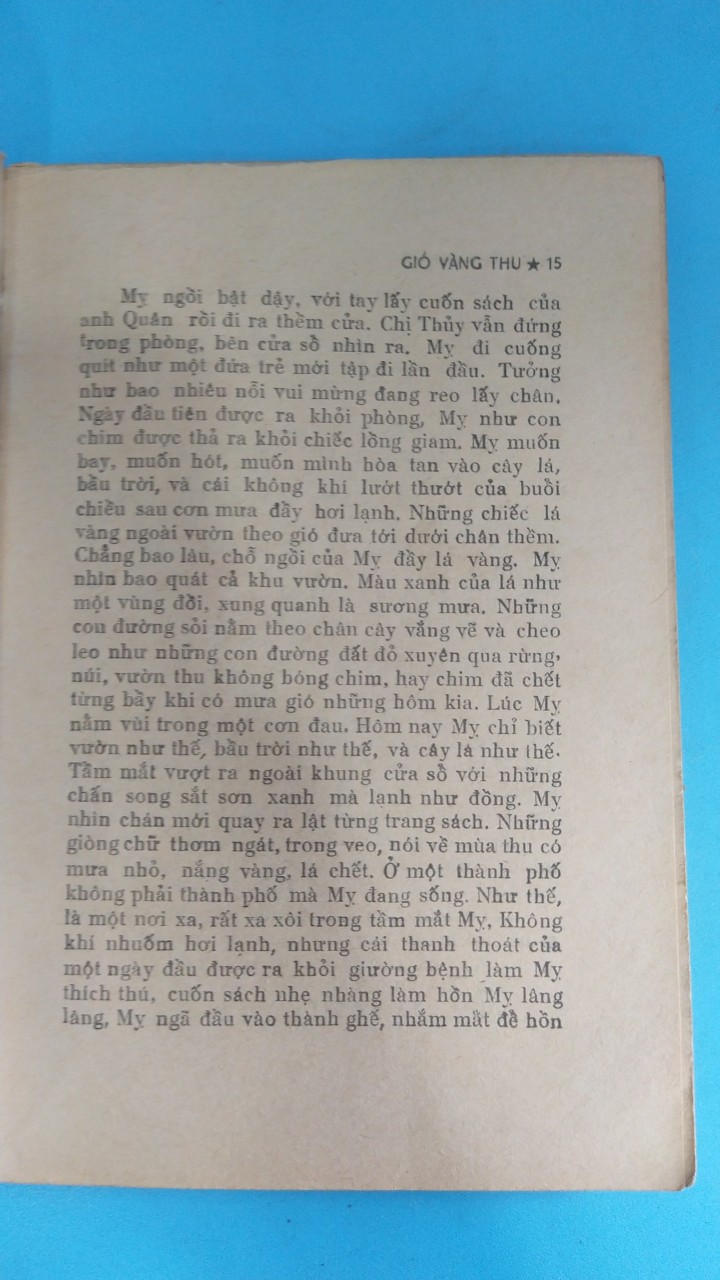 GIÓ VÀNG THU ★ 15
My ngồi bật dậy, với tay lấy cuốn sách của
anh Quân rồi đi ra thềm cửa. Chị Thủy vẫn đứng
trong phòng, bên cửa sổ nhìn ra. My đi cuống
quít như một đứa trẻ mới tập đi lần đầu. Tưởng
như bao nhiêu nỗi vui mừng đang reo lấy chân.
Ngày đầu tiên được ra khỏi phòng, My như con
chim được thả ra khỏi chiếc lồng giam. My muốn
bay, muốn hót, muốn mình hòa tan vào cây lá,
bầu trời, và cái không khí lướt thướt của buổi
chiều sau cơn mưa đầy hơi lạnh. Những chiếc lá
vàng ngoài vườn theo gió đưa tới dưới chân thềm.
Chẳng bao lâu, chỗ ngồi của My đầy lá vàng. My
nhìn bao quát cả khu vườn. Màu xanh của lá như
một vùng đồi, xung quanh là sương mưa. Những
con đường sỏi nằm theo chân cây vắng vẽ và cheo
leo như những con đường đất đỏ xuyên qua rừng,
núi, vườn thu không bóng chim, hay chim đã chết
từng bầy khi có mưa gió những hôm kia. Lúc My
nằm vùi trong một cơn đau. Hôm nay My chỉ biết
vườn như thế, bầu trời như thế, và cây lá như thế.
Tầm mắt vượt ra ngoài khung cửa sổ với những
chấn song sắt sơn xanh mà lạnh như đồng. My
nhìn chán mới quay ra lật từng trang sách. Những
giòng chữ thơm ngát, trong veo, nói về mùa thu có
mưa nhỏ, nắng vàng, lá chết. Ở một thành phố
không phải thành phố mà My đang sống. Như thế,
là một nơi xa, rất xa xôi trong tầm mắt My, Không
khí nhuốm hơi lạnh, nhưng cái thanh thoát của
một ngày đầu được ra khỏi giường bệnh làm My
thích thú, cuốn sách nhẹ nhàng làm hồn My lâng
lâng, My ngã đầu vào thành ghế, nhắm mắt để hồn